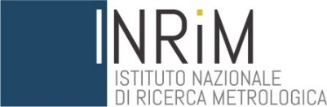 INRiM
ISTITUTO NAZIONALE
DI RICERCA METROLOGICA